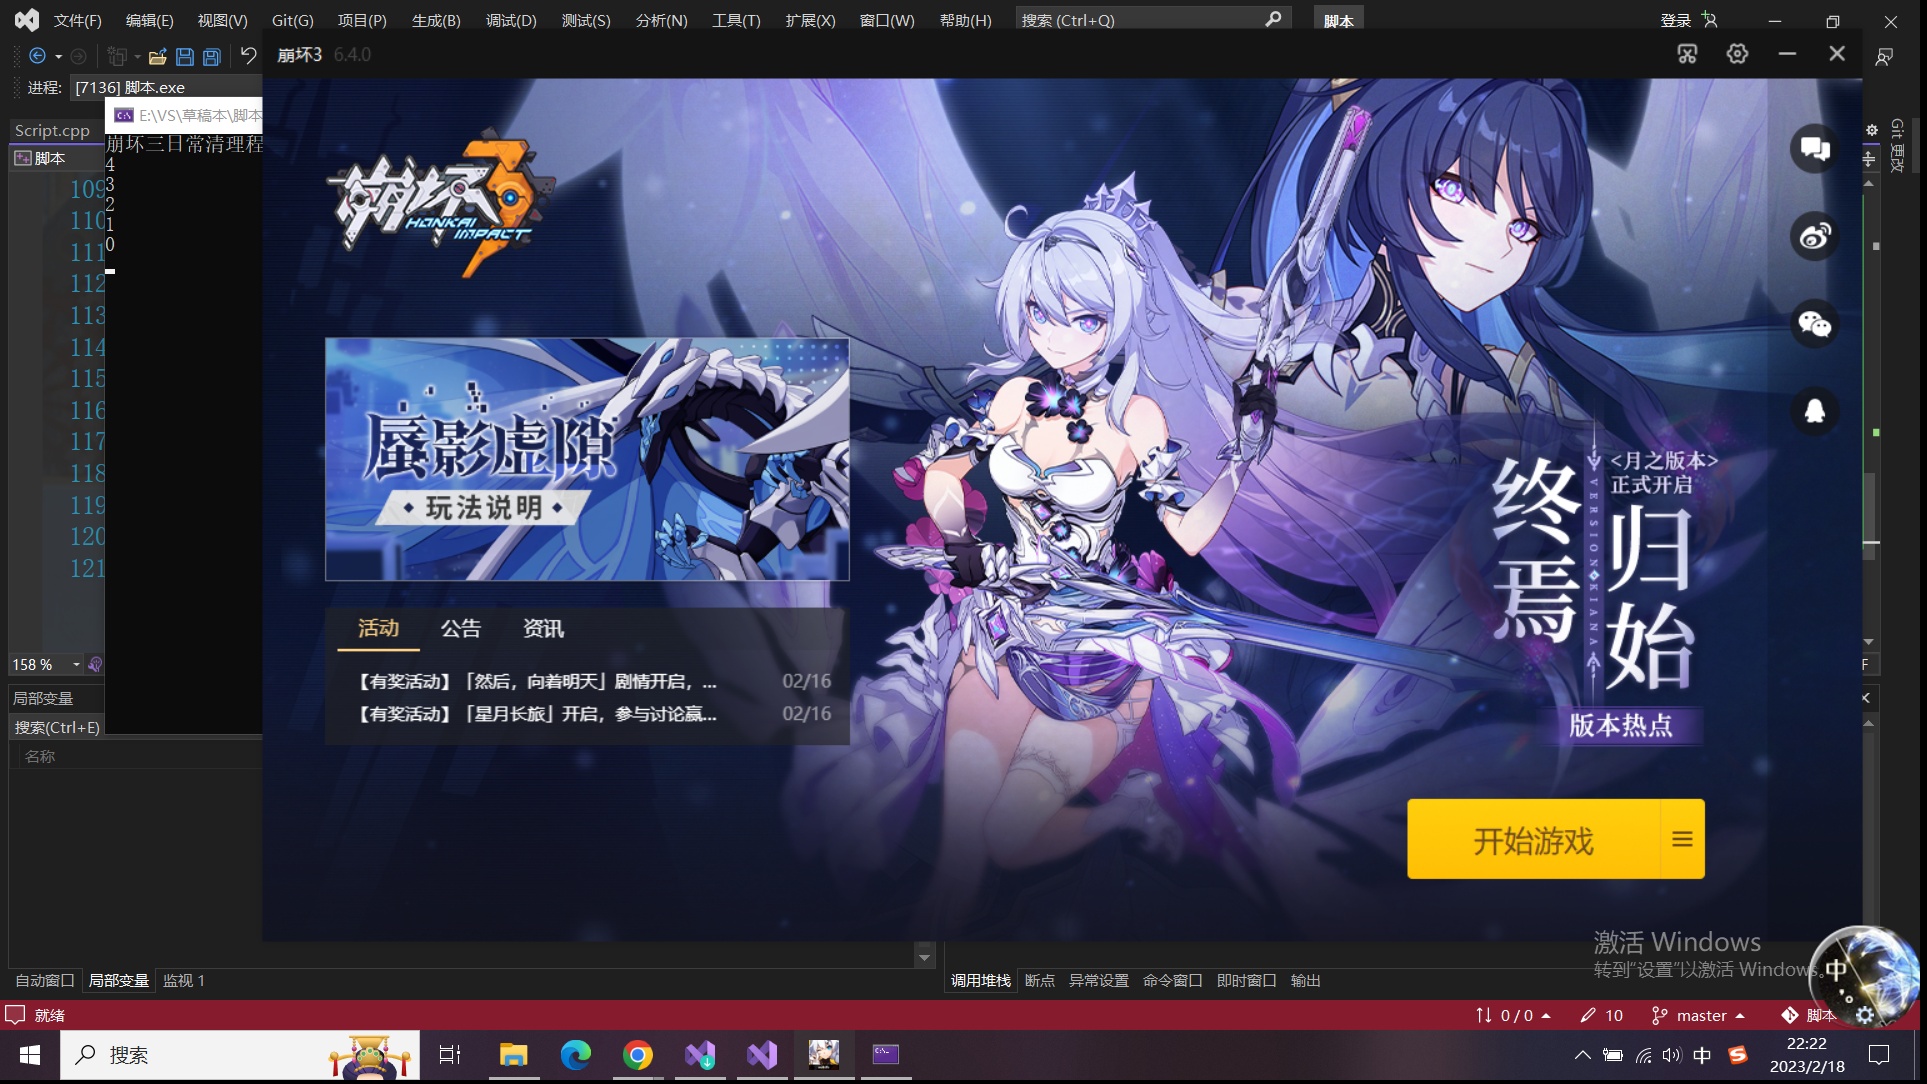 文件(F) 编辑(E) 视图(V) Git(G) 项目(P) 生成(B) 调试(D) 测试(S) 分析(N) 工具(T) 扩展(X) 窗口(W) 帮助(H) 搜索 (Ctrl+Q) 脚本 登录
崩坏3 6.4.0
进程: [7136] 脚本.exe
E:\VS\草稿本\脚本
Script.cpp
崩坏三日常清理程
脚本
4
3
2
1
0
109
110
111
112
113
114
115
116
117
118
119
120
121
Git 更改
崩坏3
HONKAI IMPACT
蜃影虚隙
玩法说明
<月之版本>
正式开启
终焉
归始
VERSION KIANA
版本热点
活动 公告 资讯
【有奖活动】「然后，向着明天」剧情开启，... 02/16
【有奖活动】「星月长旅」开启，参与讨论赢... 02/16
开始游戏
158 %
局部变量
搜索(Ctrl+E)
名称
激活 Windows
转到"设置"以激活 Windows。
中
自动窗口 局部变量 监视 1
调用堆栈 断点 异常设置 命令窗口 即时窗口 输出
就绪
0 / 0 10 master 脚本
搜索
中
22:22
2023/2/18